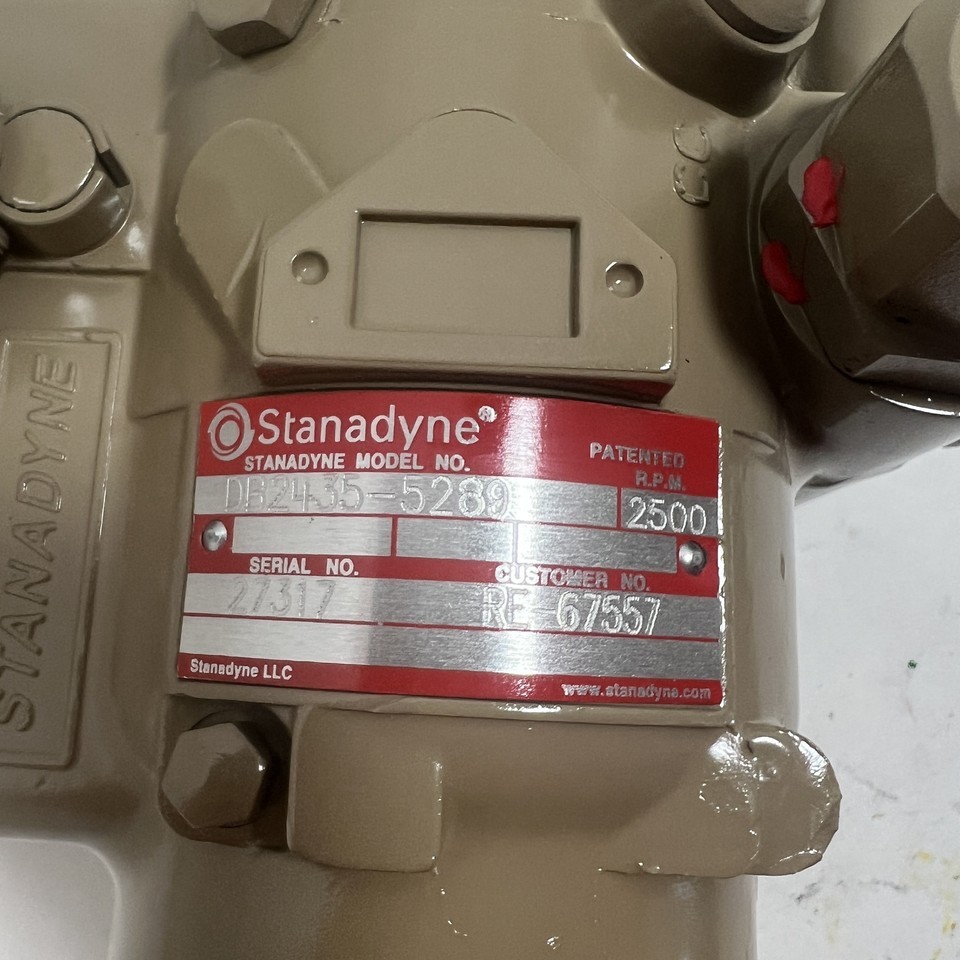 CC
STANADYNE
Stanadyne®
STANADYNE MODEL NO.
PATENTED
R.P.M.
DB2435-5289
2500
SERIAL NO.
CUSTOMER NO.
27317
RE 67557
Stanadyne LLC
www.stanadyne.com